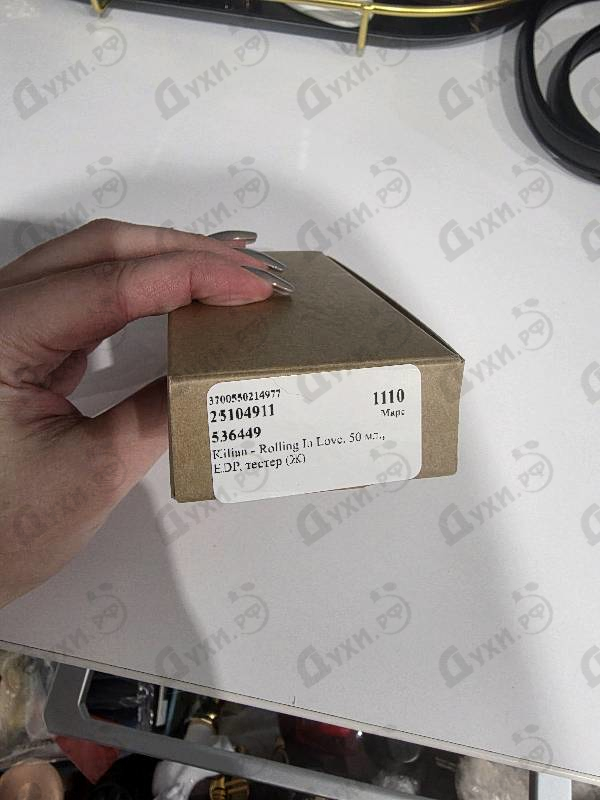 3700550214977
25104911
1110
Марс
536449
Kilian - Rolling In Love, 50 мл.,
EDP, тестер (Ж)
Духи.рф